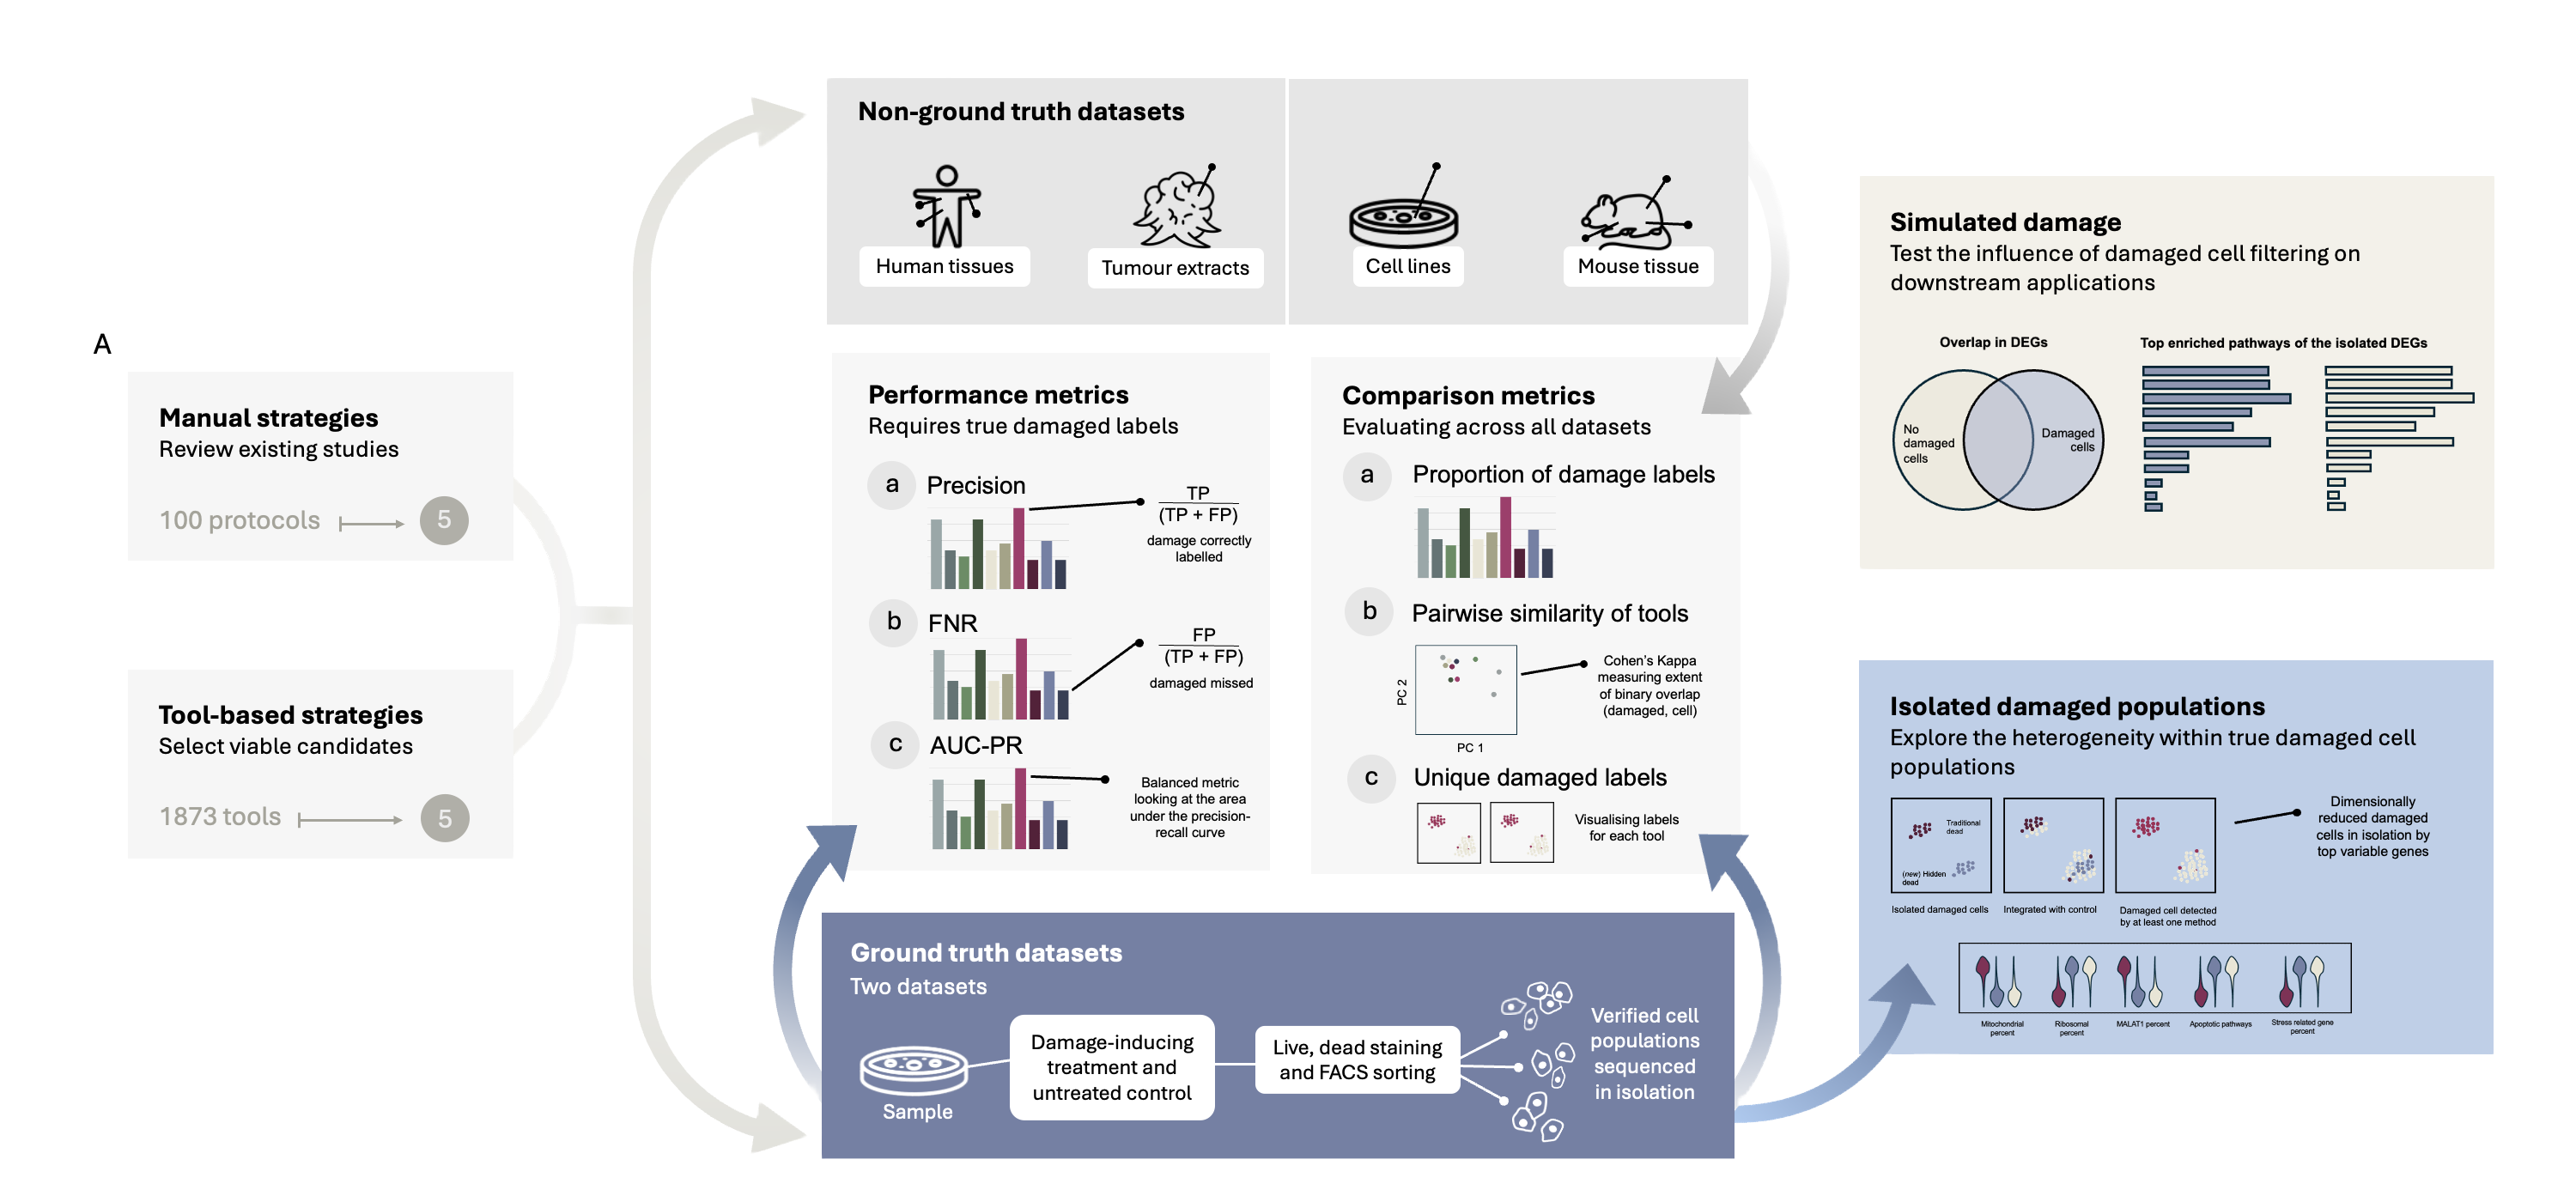 A
Manual strategies
Review existing studies
100 protocols
5
Tool-based strategies
Select viable candidates
1873 tools
5
Non-ground truth datasets
Human tissues
Tumour extracts
Cell lines
Mouse tissue
Performance metrics
Requires true damaged labels
a
Precision
TP
(TP + FP)
damage correctly
labelled
b
FNR
FP
(TP + FP)
damaged missed
c
AUC-PR
Balanced metric
looking at the area
under the precision-
recall curve
Comparison metrics
Evaluating across all datasets
a
Proportion of damage labels
b
Pairwise similarity of tools
PC 2
PC 1
Cohen's Kappa
measuring extent
of binary overlap
(damaged, cell)
c
Unique damaged labels
Visualising labels
for each tool
Ground truth datasets
Two datasets
Sample
Damage-inducing
treatment and
untreated control
Live, dead staining
and FACS sorting
Verified cell
populations
sequenced
in isolation
Simulated damage
Test the influence of damaged cell filtering on
downstream applications
Overlap in DEGs
No
damaged
cells
Damaged
cells
Top enriched pathways of the isolated DEGs
Isolated damaged populations
Explore the heterogeneity within true damaged cell
populations
Traditional
dead
(new) Hidden
dead
Isolated damaged cells
Integrated with control
Damaged cell detected
by at least one method
Dimensionally
reduced damaged
cells in isolation by
top variable genes
Mitochondrial
percent
Ribosomal
percent
MALAT1 percent
Apoptotic pathways
Stress related gene
percent